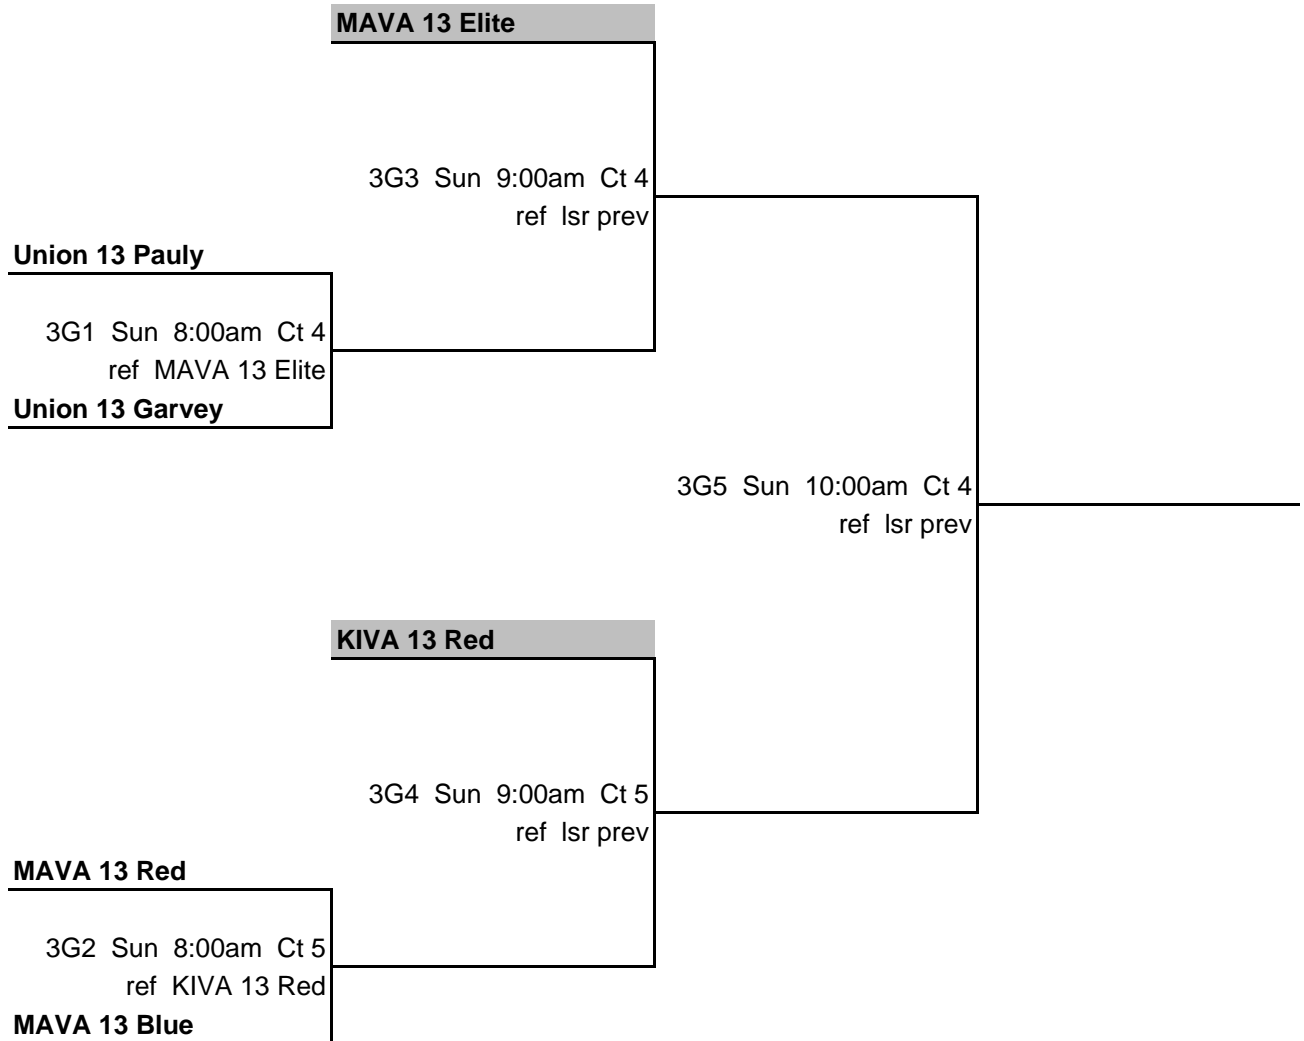 MAVA 13 Elite
3G3 Sun 9:00am Ct 4
ref lsr prev
Union 13 Pauly
3G1 Sun 8:00am Ct 4
ref MAVA 13 Elite
Union 13 Garvey
3G5 Sun 10:00am Ct 4
ref lsr prev
KIVA 13 Red
3G4 Sun 9:00am Ct 5
ref lsr prev
MAVA 13 Red
3G2 Sun 8:00am Ct 5
ref KIVA 13 Red
MAVA 13 Blue